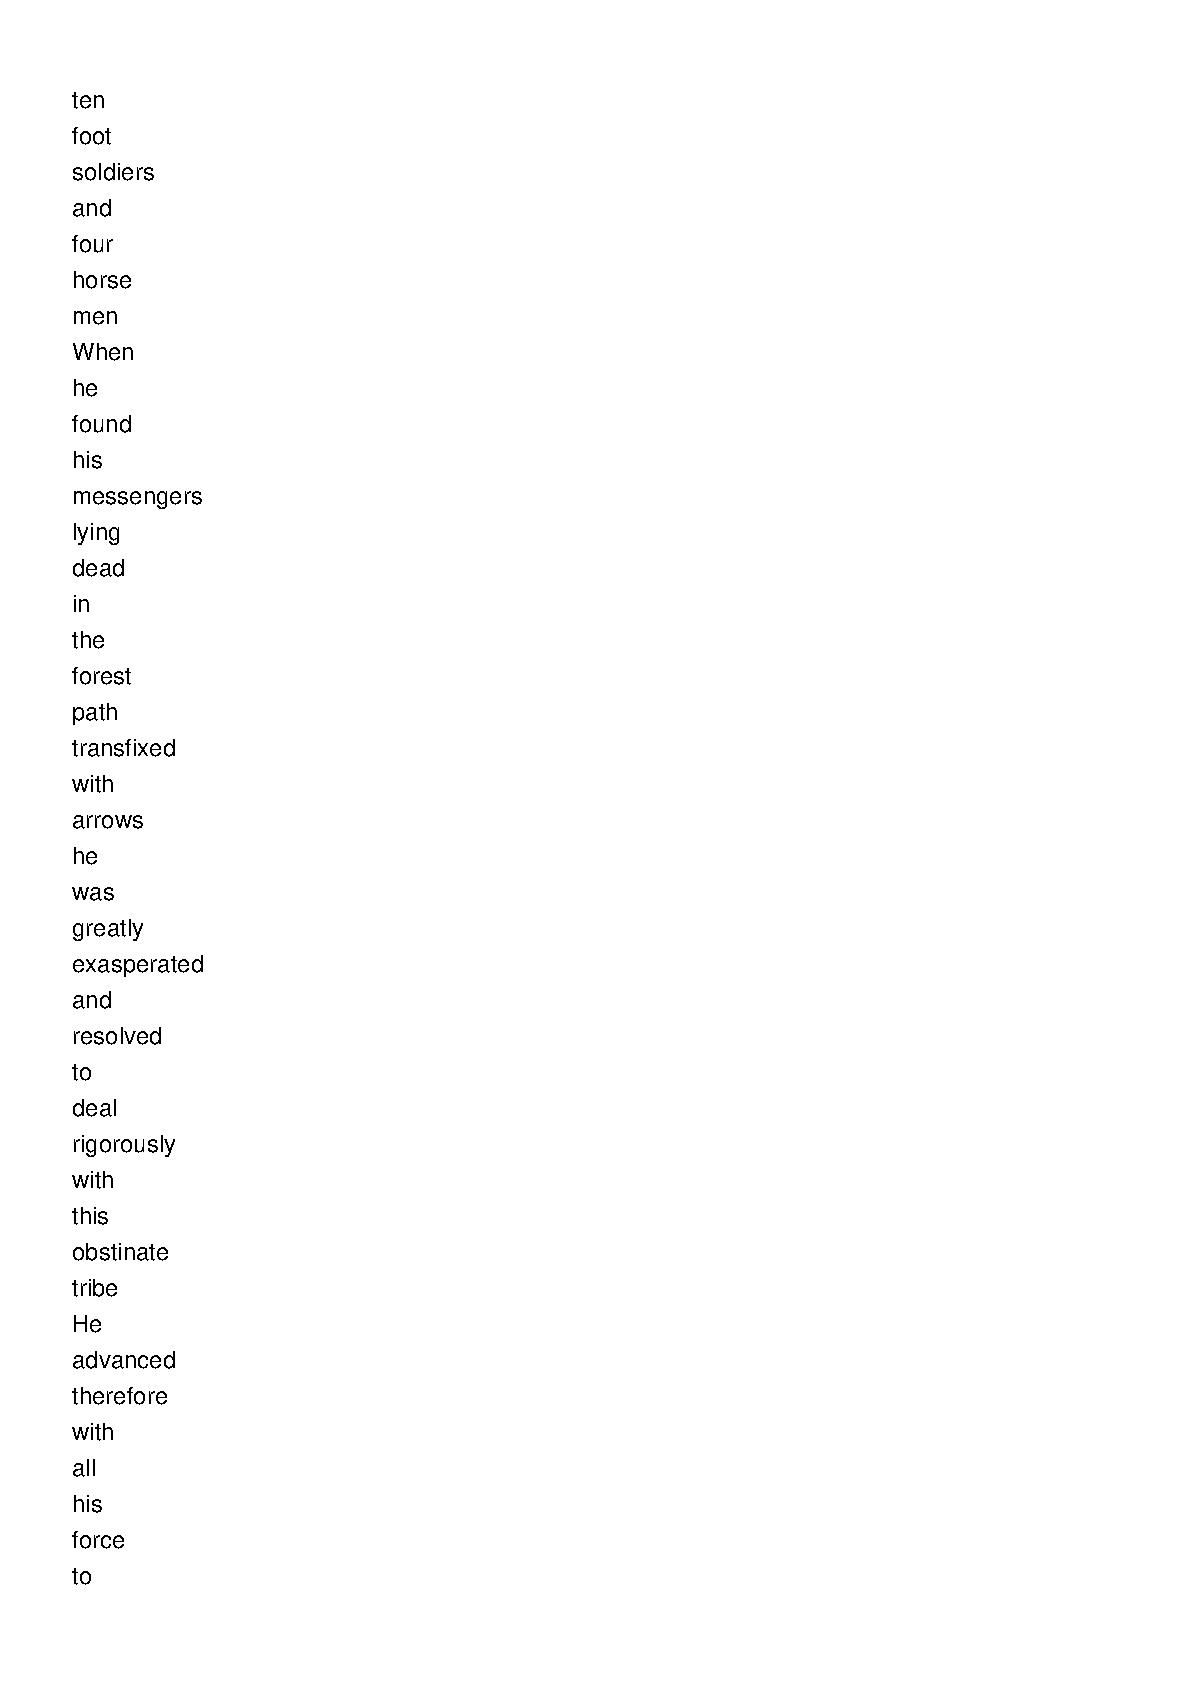 ten
foot
soldiers
and
four
horse
men
When
he
found
his
messengers
lying
dead
in
the
forest
path
transfixed
with
arrows
he
was
greatly
exasperated
and
resolved
to
deal
rigorously
with
this
obstinate
tribe
He
advanced
therefore
with
all
his
force
to